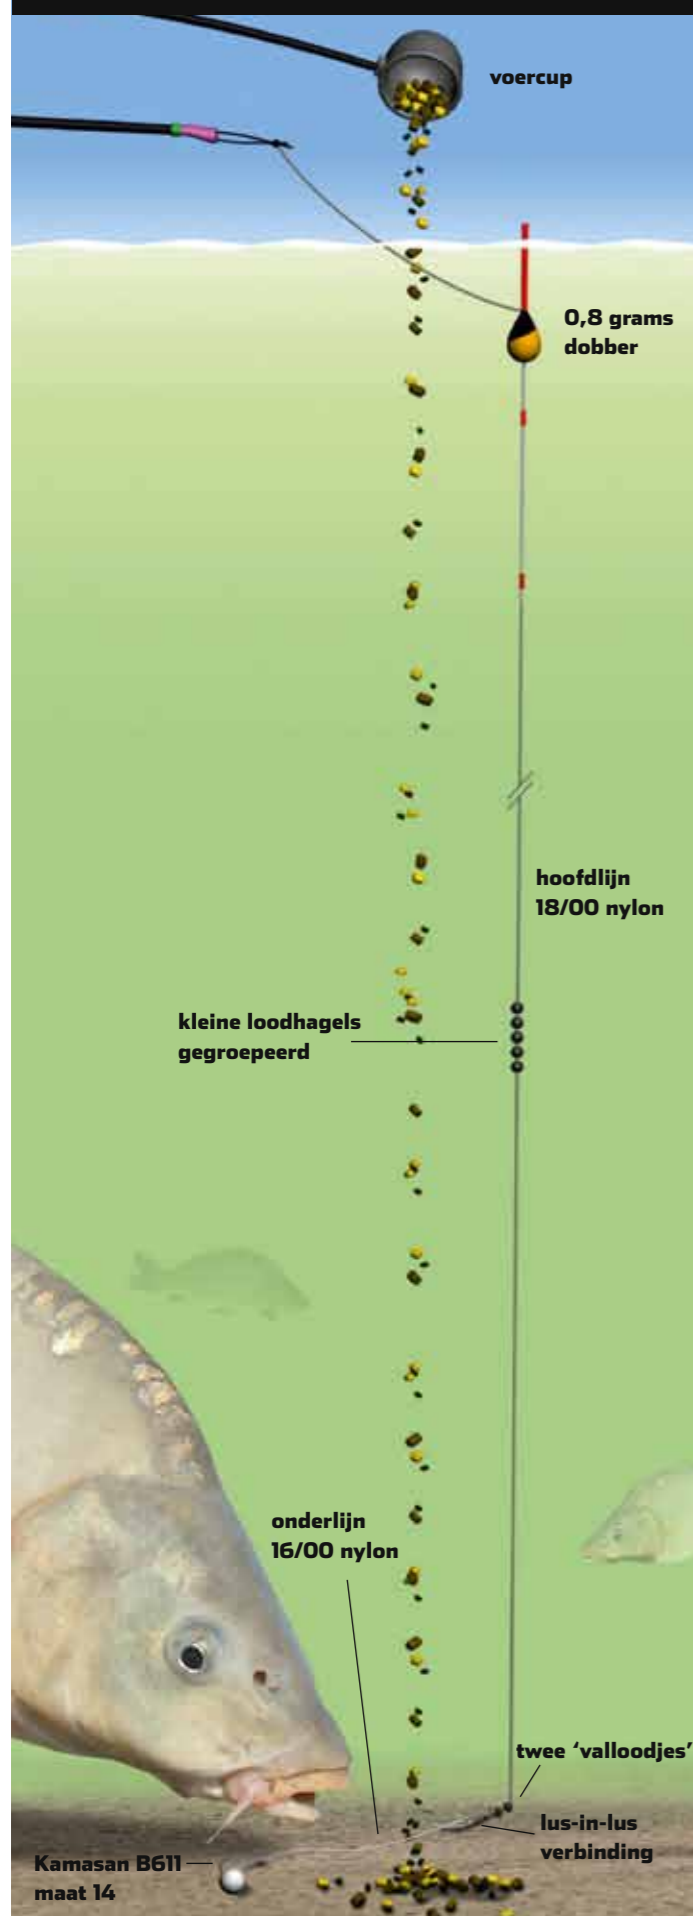 voercup
0,8 grams
dobber
hoofdlijn
18/00 nylon
kleine loodhagels
gegroepeerd
onderlijn
16/00 nylon
twee ‘valloodjes’
lus-in-lus
verbinding
Kamasan B611
maat 14